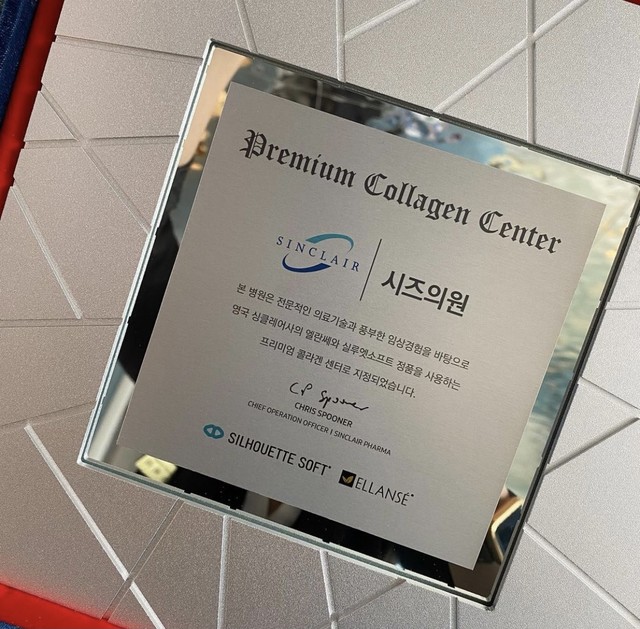 Premium Collagen Center
SINCLAIR
시즈의원
본 병원은 전문적인 의료기술과 풍부한 임상경험을 바탕으로
영국 싱클레어사의 엘란쎄와 실루엣소프트 정품을 사용하는
프리미엄 콜라겐 센터로 지정되었습니다.
CP Spooner
CHRIS SPOONER
CHIEF OPERATION OFFICER I SINCLAIR PHARMA
SILHOUETTE SOFT®
ELLANSÉ®